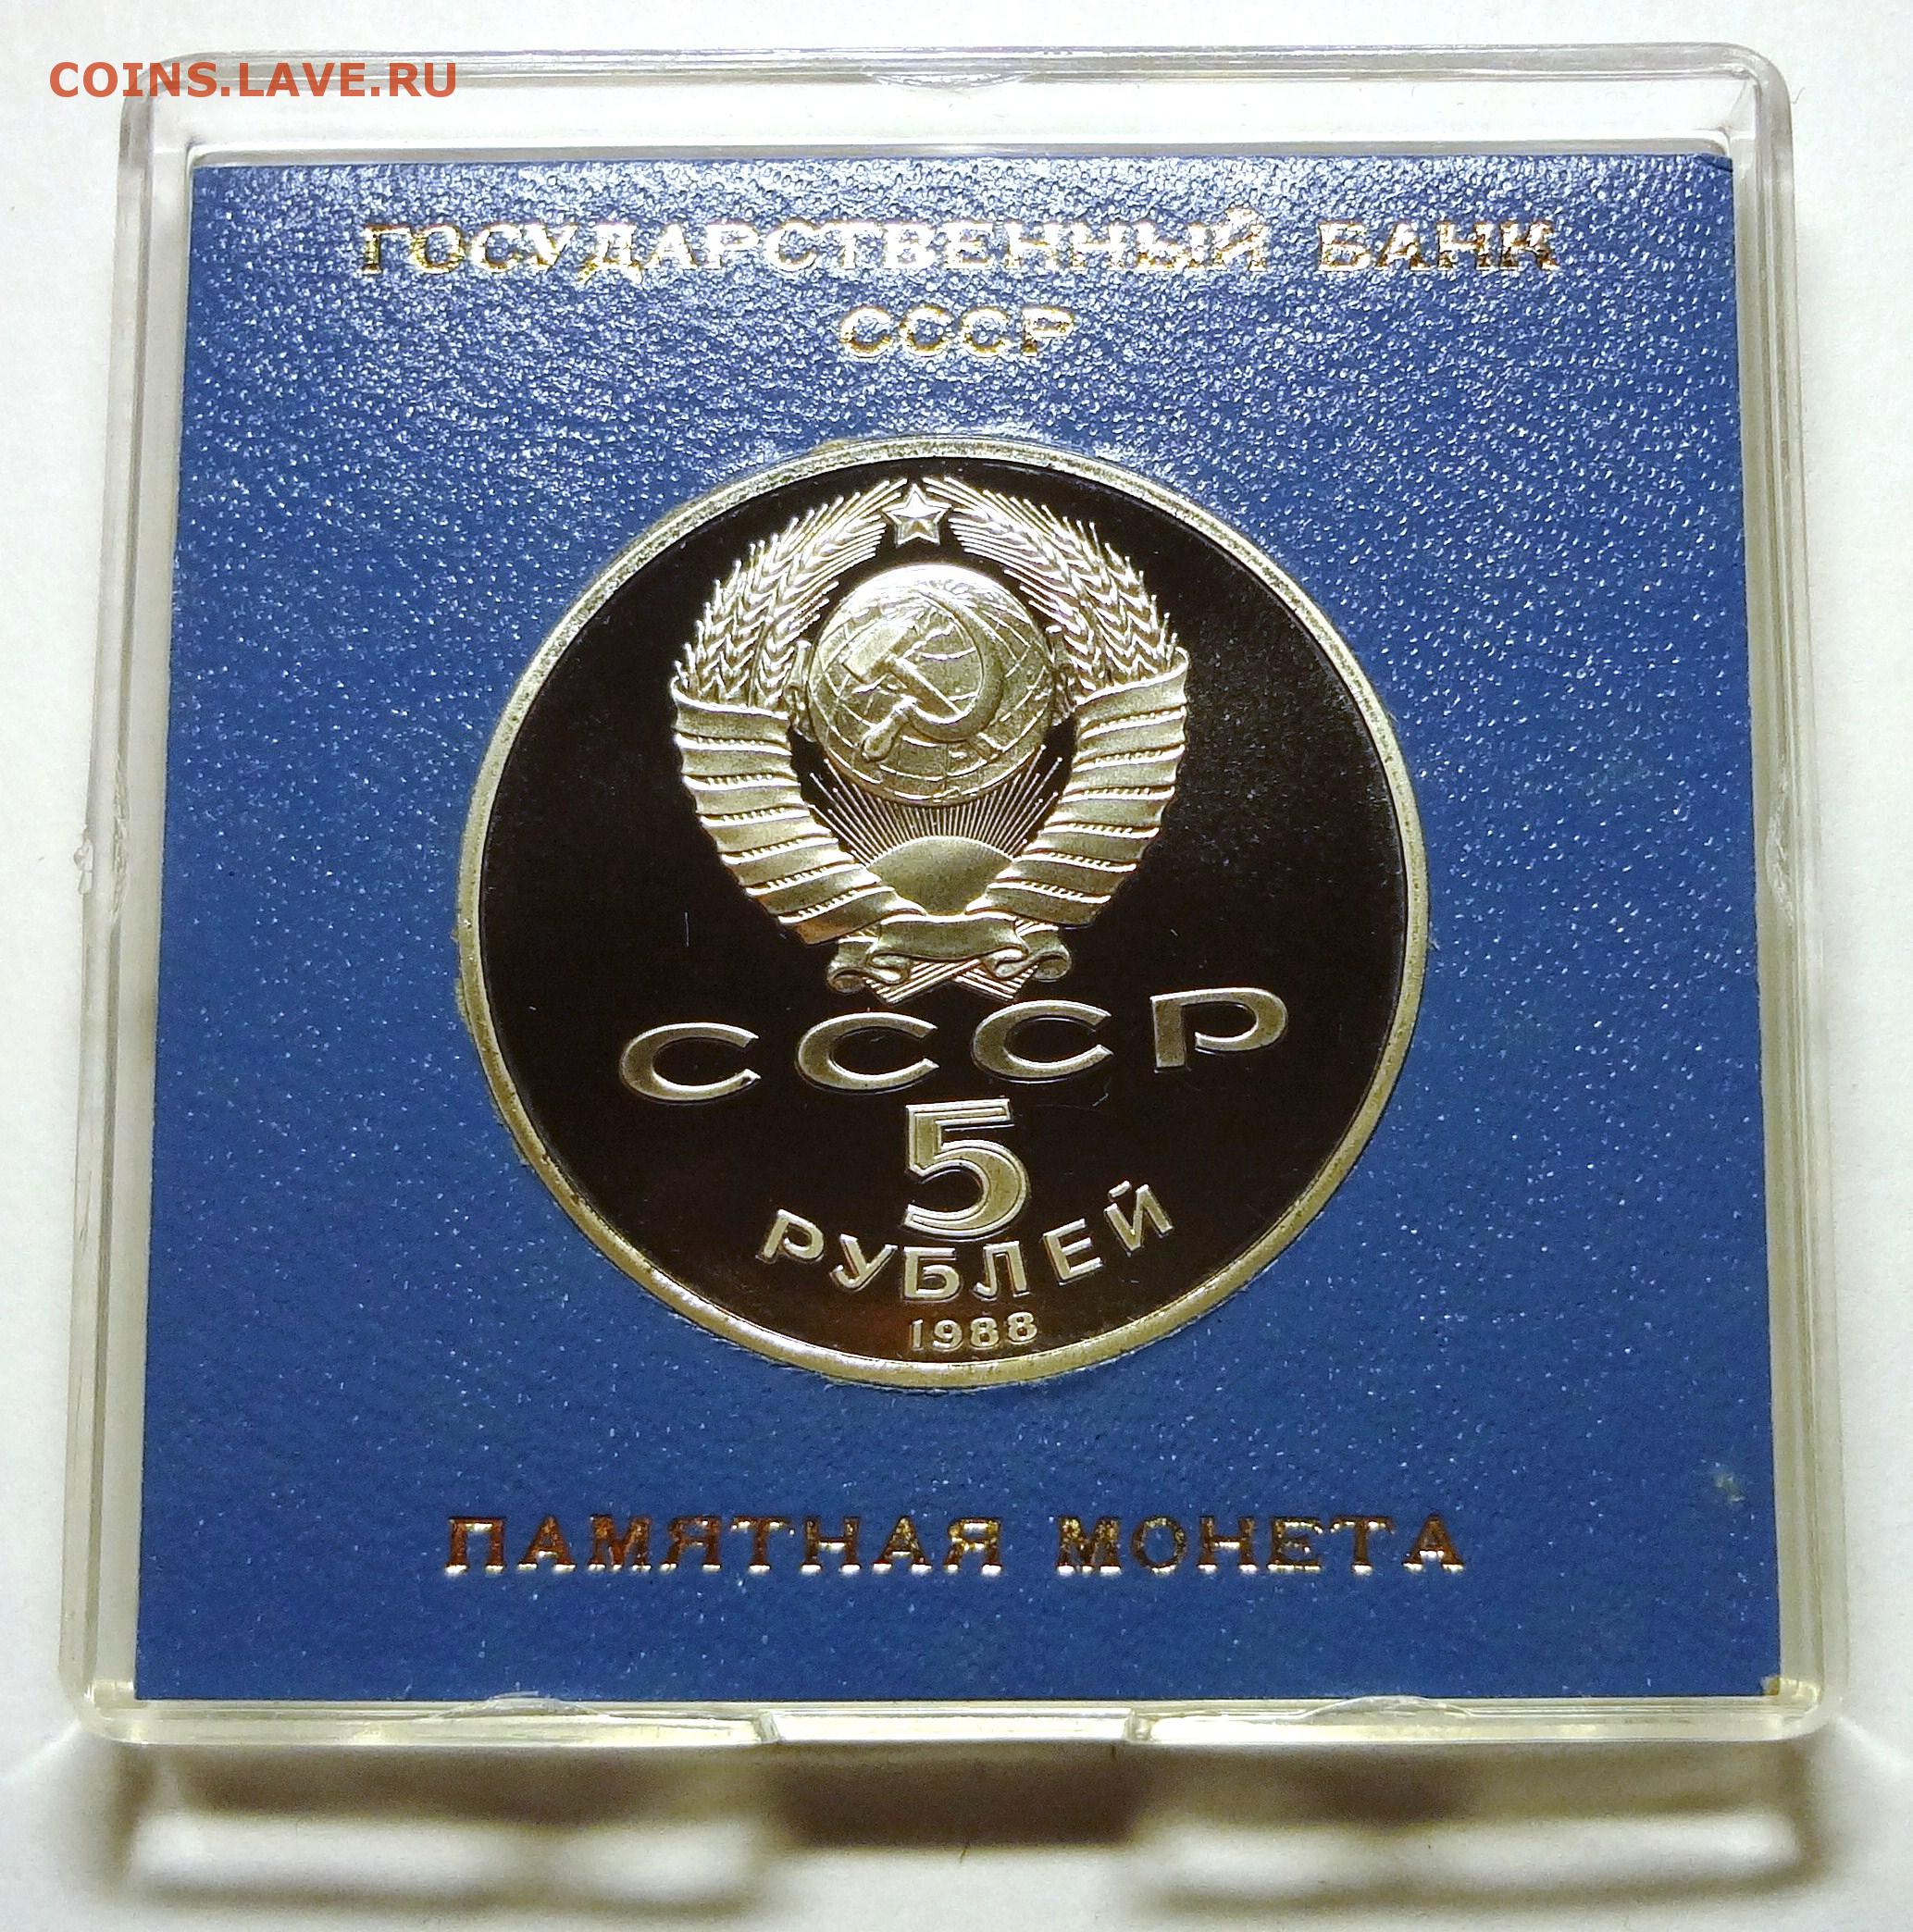 COINS.LAVE.RU
ГОСУДАРСТВЕННЫЙ БАНК
СССР
СССР
5
РУБЛЕЙ
1988
ПАМЯТНАЯ МОНЕТА